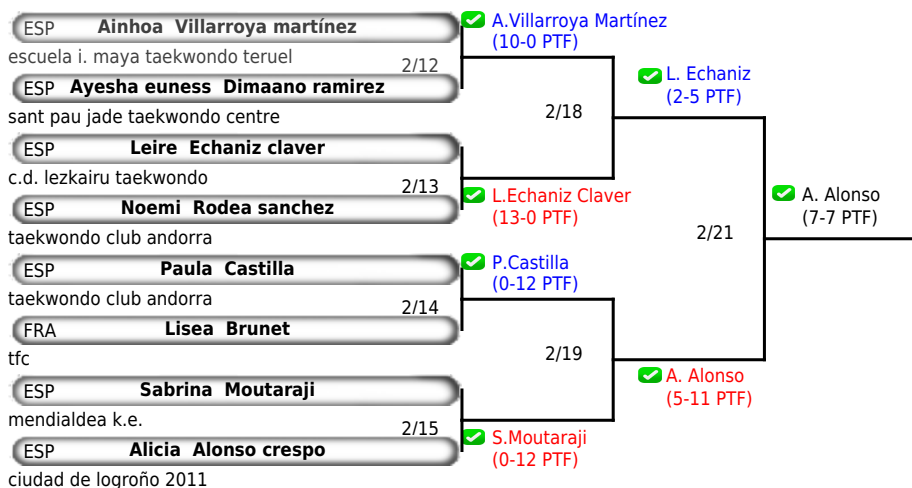 ESP Ainhoa Villarroya martínez
escuela i. maya taekwondo teruel
2/12
ESP Ayesha euness Dimaano ramirez
sant pau jade taekwondo centre
ESP Leire Echaniz claver
c.d. lezkairu taekwondo
2/13
ESP Noemi Rodea sanchez
taekwondo club andorra
ESP Paula Castilla
taekwondo club andorra
2/14
FRA Lisea Brunet
tfc
ESP Sabrina Moutaraji
mendialdea k.e.
2/15
ESP Alicia Alonso crespo
ciudad de logroño 2011
A.Villarroya Martínez
(10-0 PTF)
2/18
L.Echaniz Claver
(13-0 PTF)
P.Castilla
(0-12 PTF)
2/19
S.Moutaraji
(0-12 PTF)
L. Echaniz
(2-5 PTF)
2/21
A. Alonso
(5-11 PTF)
A. Alonso
(7-7 PTF)